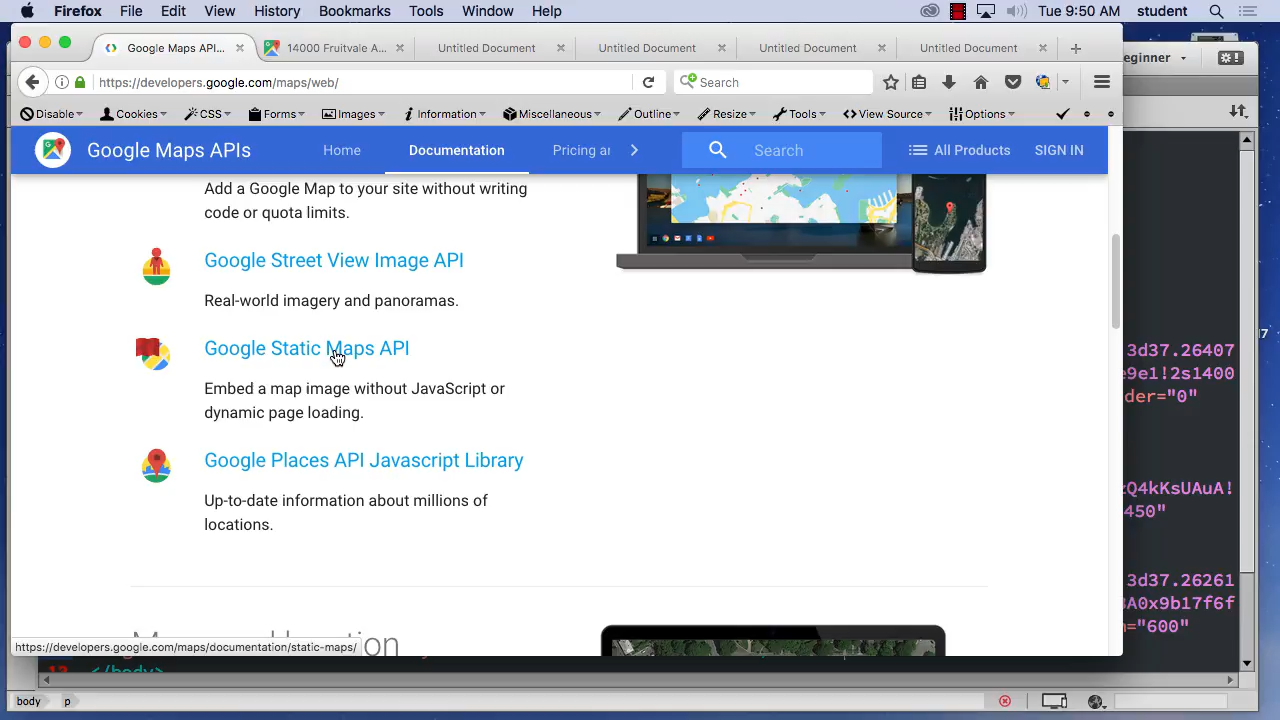 Firefox File Edit View History Bookmarks Tools Window Help Tue 9:50 AM student
Google Maps APIs... 14000 Fruitvale A... Untitled Docu Untitled Document Untitled Document Untitled Document
eginner
https://developers.google.com/maps/web/ Search
Disable Cookies CSS Forms Images Information Miscellaneous Outline Resize Tools View Source Options
Google Maps APIs Home Documentation Pricing ar Search All Products SIGN IN
Add a Google Map to your site without writing
code or quota limits.
Google Street View Image API
Real-world imagery and panoramas.
Google Static Maps API
Embed a map image without JavaScript or
dynamic page loading.
Google Places API Javascript Library
Up-to-date information about millions of
locations.
https://developers.google.com/maps/documentation/static-maps/
3d37.26407
e9e1!2s1400
der="0"
zQ4kKsUAuA!
450"
3d37.26261
3A0x9b17f6f
="600"
13 </body>
body p